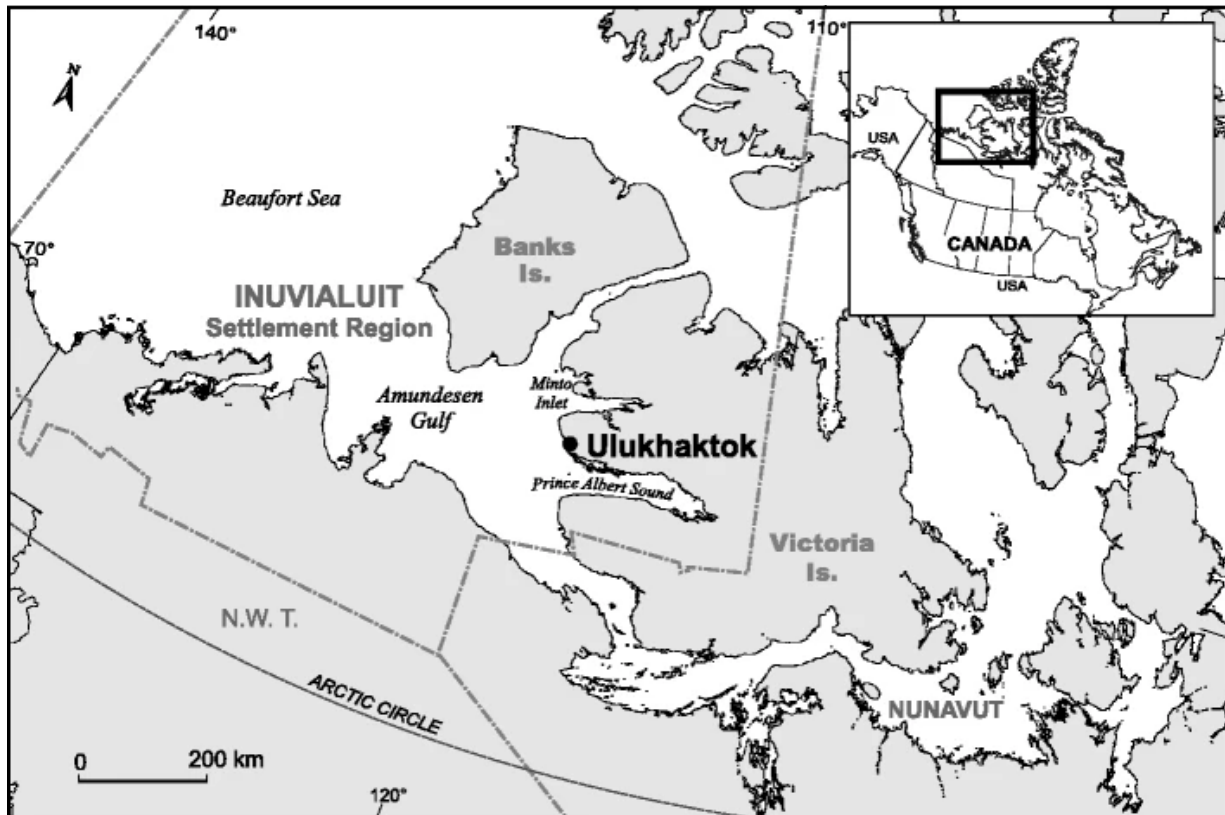 140°
110°
N
USA
CANADA
USA
Beaufort Sea
70°
Banks
Is.
INUVIALUIT
Settlement Region
Amundesen
Gulf
Minto
Inlet
Ulukhaktok
Prince Albert Sound
Victoria
Is.
N.W. T.
ARCTIC CIRCLE
NUNAVUT
0 200 km
120°